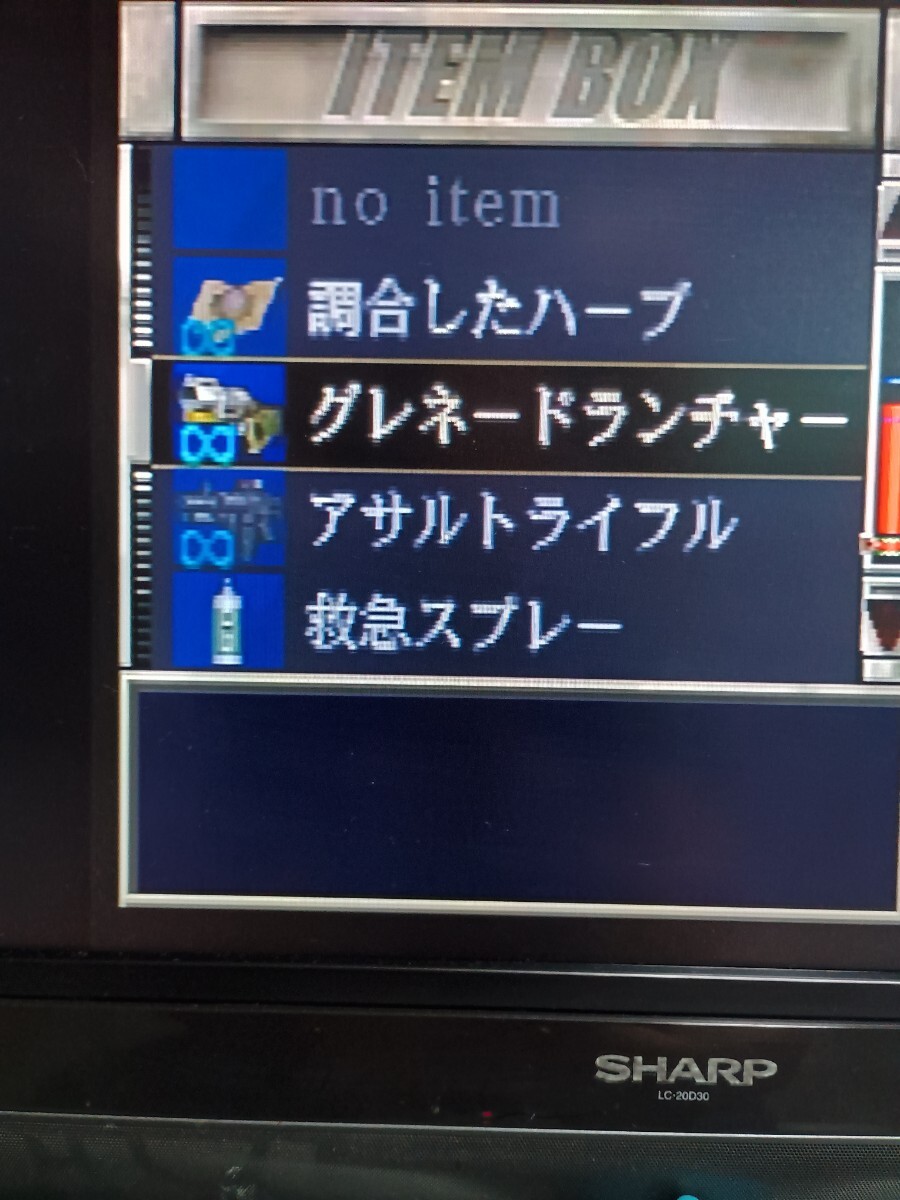 ITEM BOX
no item
調合したハーブ
グレネードランチャー
アサルトライフル
救急スプレー
SHARP
LC-20D30